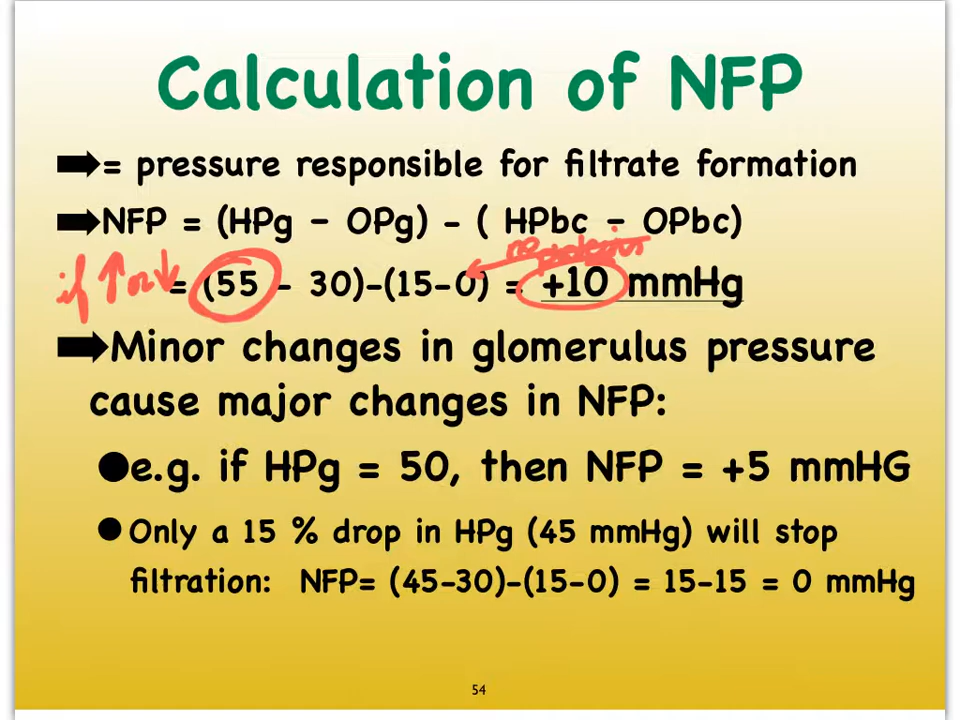 Calculation of NFP
= pressure responsible for filtrate formation
NFP = (HPg – OPg) - ( HPbc – OPbc)
no proteins
if ↑ or ↓ = (55 - 30)-(15-0) = +10 mmHg
Minor changes in glomerulus pressure
cause major changes in NFP:
●e.g. if HPg = 50, then NFP = +5 mmHG
● Only a 15 % drop in HPg (45 mmHg) will stop
filtration: NFP= (45-30)-(15-0) = 15-15 = 0 mmHg
54